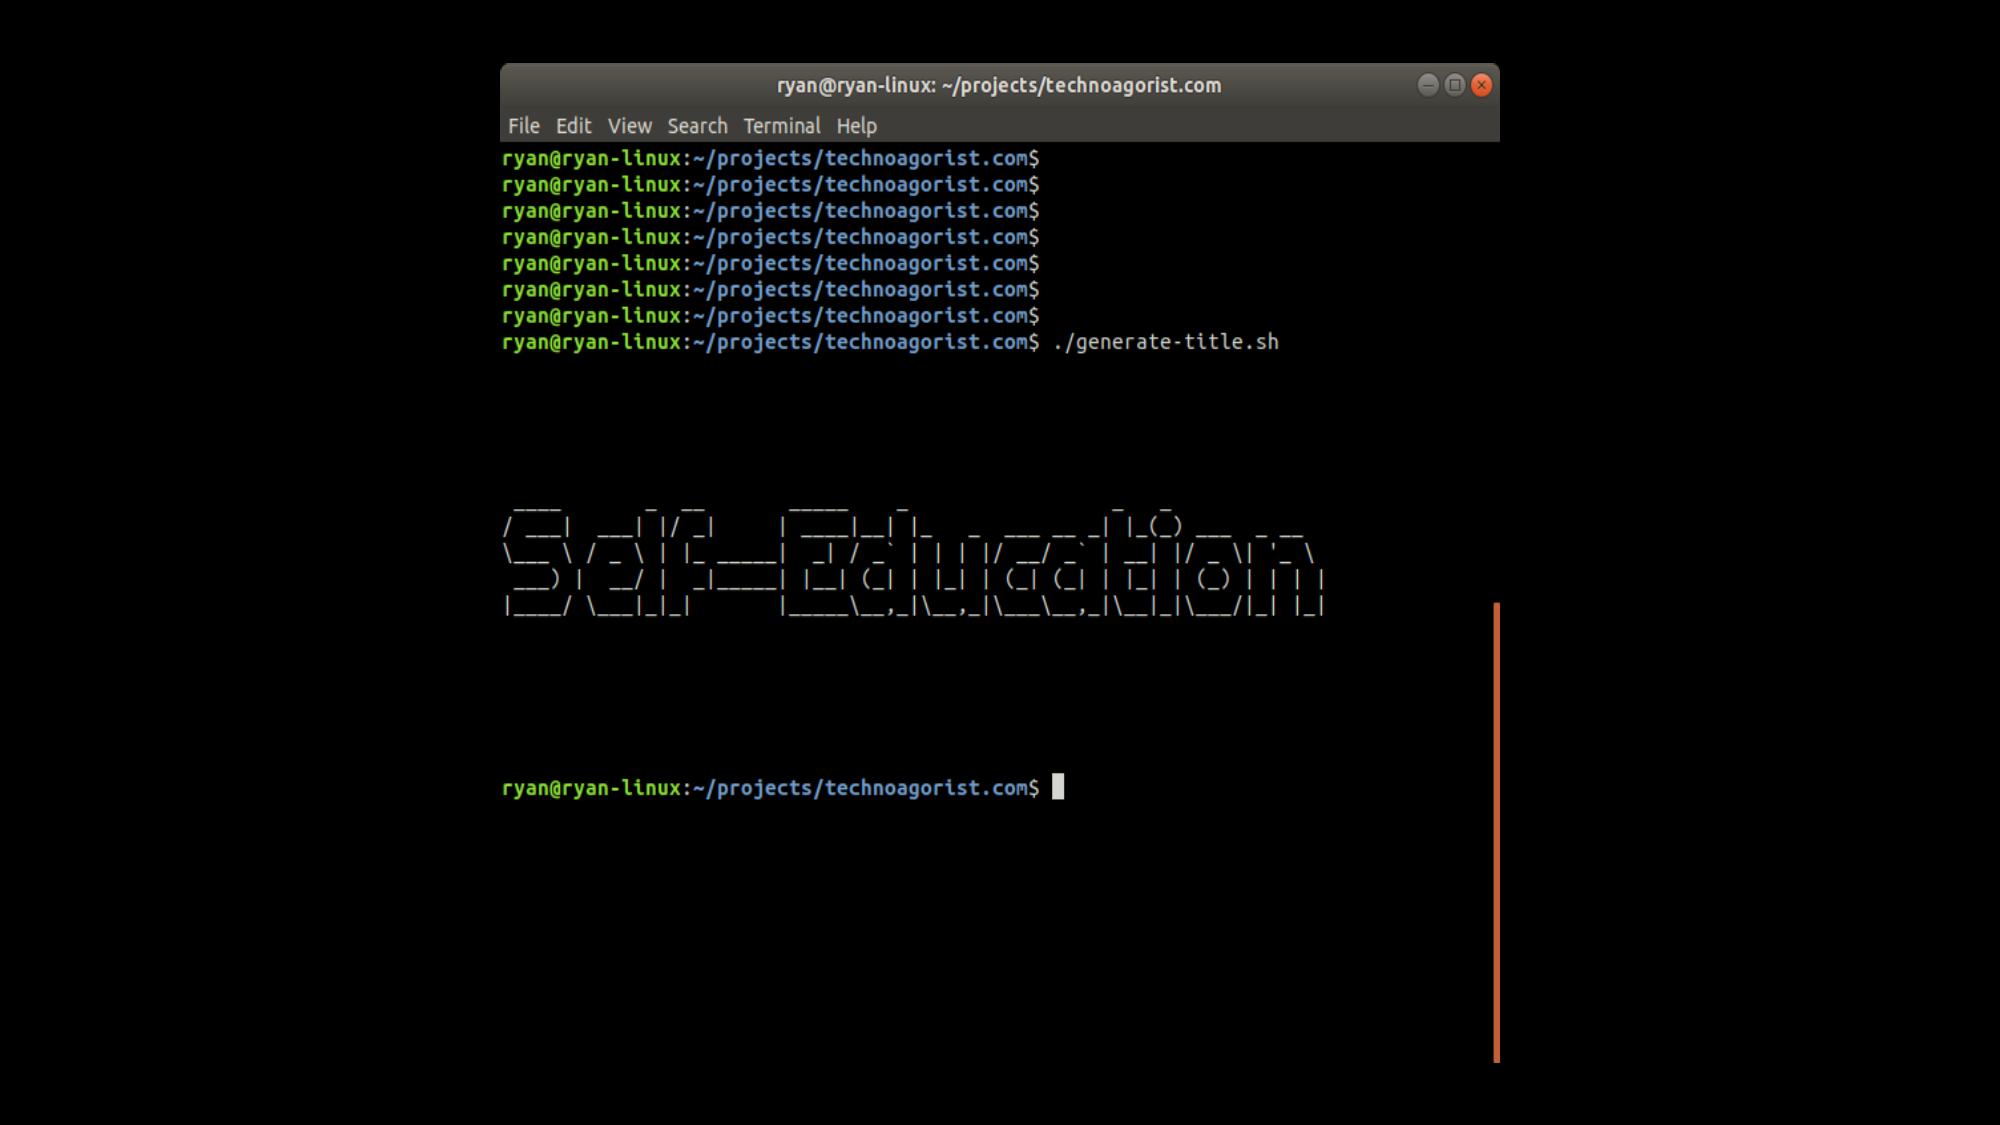 ryan@ryan-linux: ~/projects/technoagorist.com
File Edit View Search Terminal Help
ryan@ryan-linux:~/projects/technoagorist.com$
ryan@ryan-linux:~/projects/technoagorist.com$
ryan@ryan-linux:~/projects/technoagorist.com$
ryan@ryan-linux:~/projects/technoagorist.com$
ryan@ryan-linux:~/projects/technoagorist.com$
ryan@ryan-linux:~/projects/technoagorist.com$
ryan@ryan-linux:~/projects/technoagorist.com$
ryan@ryan-linux:~/projects/technoagorist.com$ ./generate-title.sh
Self-Education
ryan@ryan-linux:~/projects/technoagorist.com$